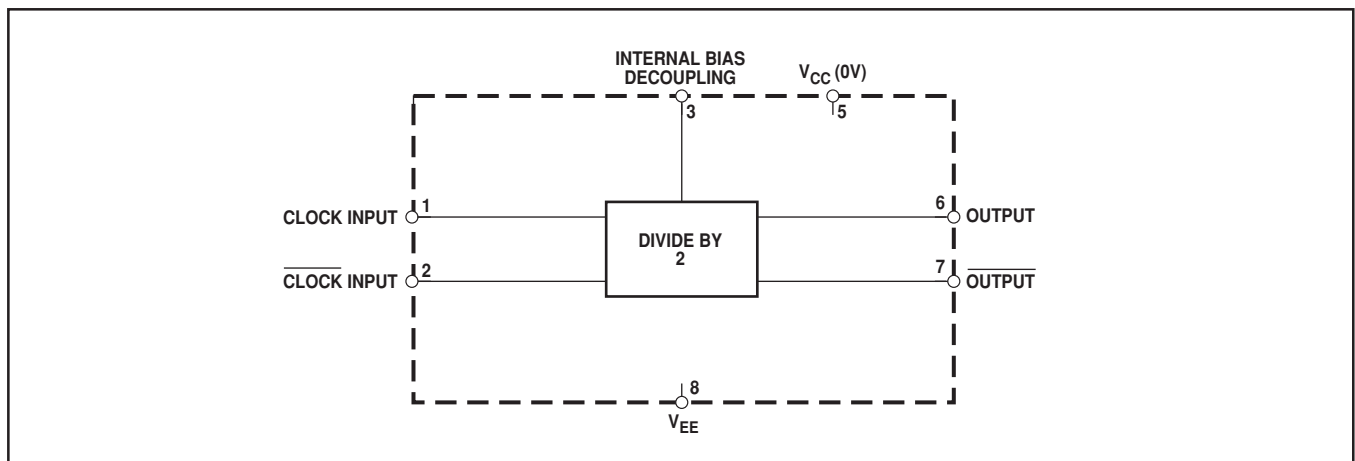 INTERNAL BIAS
DECOUPLING
V_CC (0V)
3
5
CLOCK INPUT
1
6
OUTPUT
DIVIDE BY
2
CLOCK INPUT
2
7
OUTPUT
8
V_EE